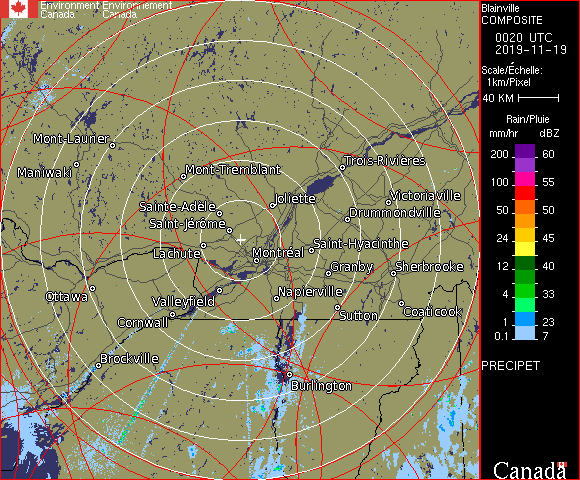 Environment Environnement
Canada Canada
Blainville
COMPOSITE
0020 UTC
2019-11-19
Scale/Échelle:
1km/Pixel
40 KM
Rain/Pluie
mm/hr dBZ
200 60
100 55
50 50
45
24 40
12 40
8 33
4 33
1 23
0.1 7
PRECIPET
Canada
Mont-Laurier
Maniwaki
Mont-Tremblant
Trois-Rivières
Joliette
Victoriaville
Sainte-Adèle
Drummondville
Saint-Jérôme
Saint-Hyacinthe
Lachute
Montréal
Granby
Sherbrooke
Ottawa
Valleyfield
Napierville
Cornwall
Sutton
Coaticook
Brockville
Burlington